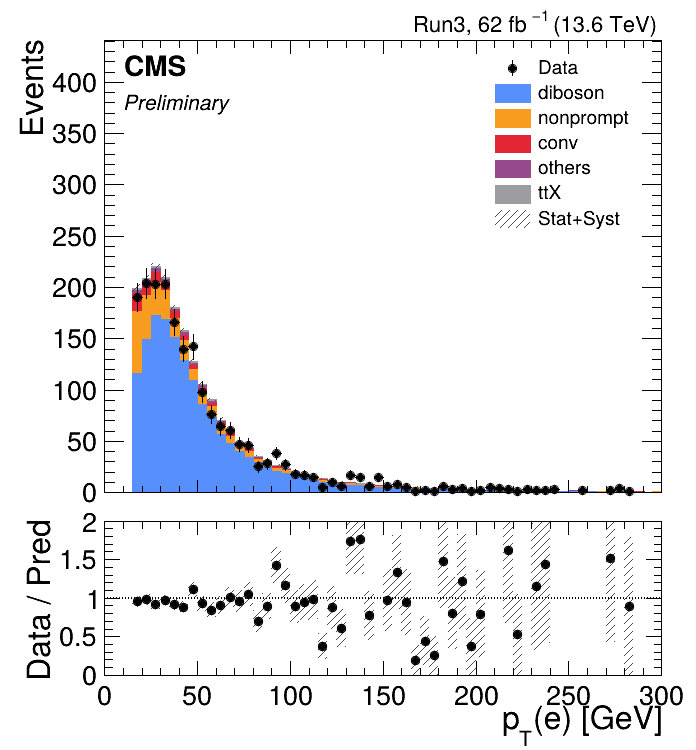 Run3, 62 fb⁻¹ (13.6 TeV)
Events
CMS
Preliminary
Data
diboson
nonprompt
conv
others
ttX
Stat+Syst
400
350
300
250
200
150
100
50
0
Data / Pred
2
1.5
1
0.5
0
0 50 100 150 200 250 300
p_T(e) [GeV]